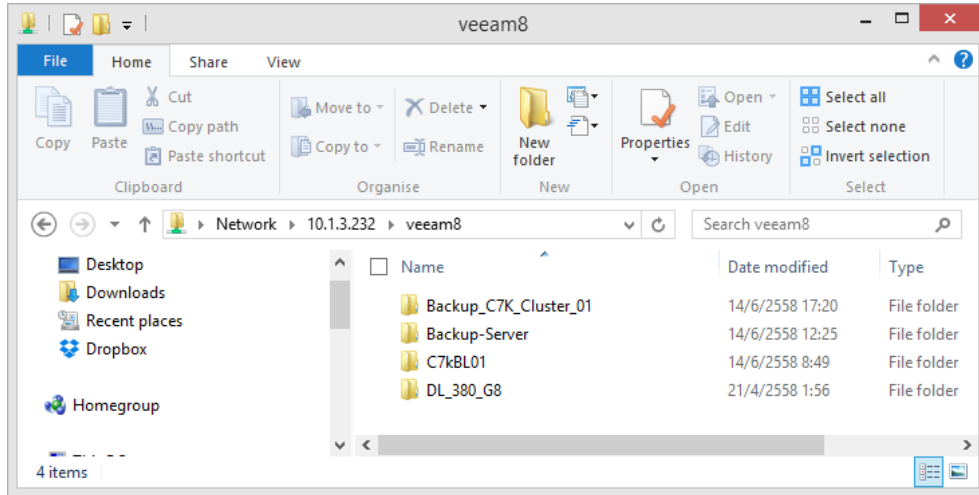 veeam8
File Home Share View
Copy Paste Cut Copy path Paste shortcut
Move to Copy to Delete Rename
New folder
Properties
Open Edit History
Select all Select none Invert selection
Clipboard Organise New Open Select
Network 10.1.3.232 veeam8 Search veeam8
Desktop
Downloads
Recent places
Dropbox
Homegroup
Name Date modified Type
Backup_C7K_Cluster_01 14/6/2558 17:20 File folder
Backup-Server 14/6/2558 12:25 File folder
C7kBL01 14/6/2558 8:49 File folder
DL_380_G8 21/4/2558 1:56 File folder
4 items